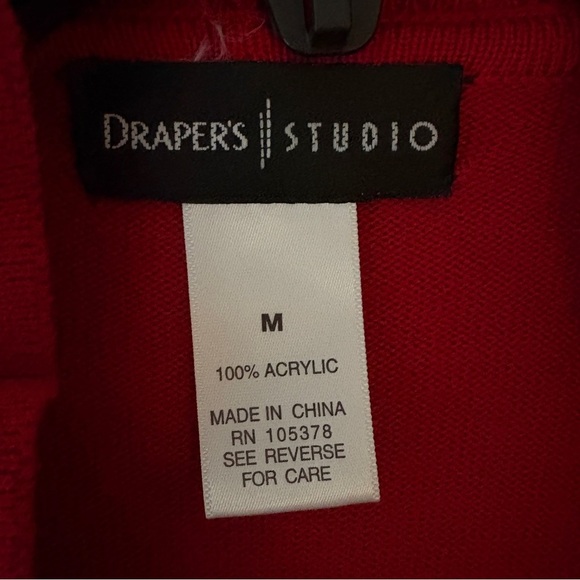 DRAPER'S STUDIO
M
100% ACRYLIC
MADE IN CHINA
RN 105378
SEE REVERSE
FOR CARE